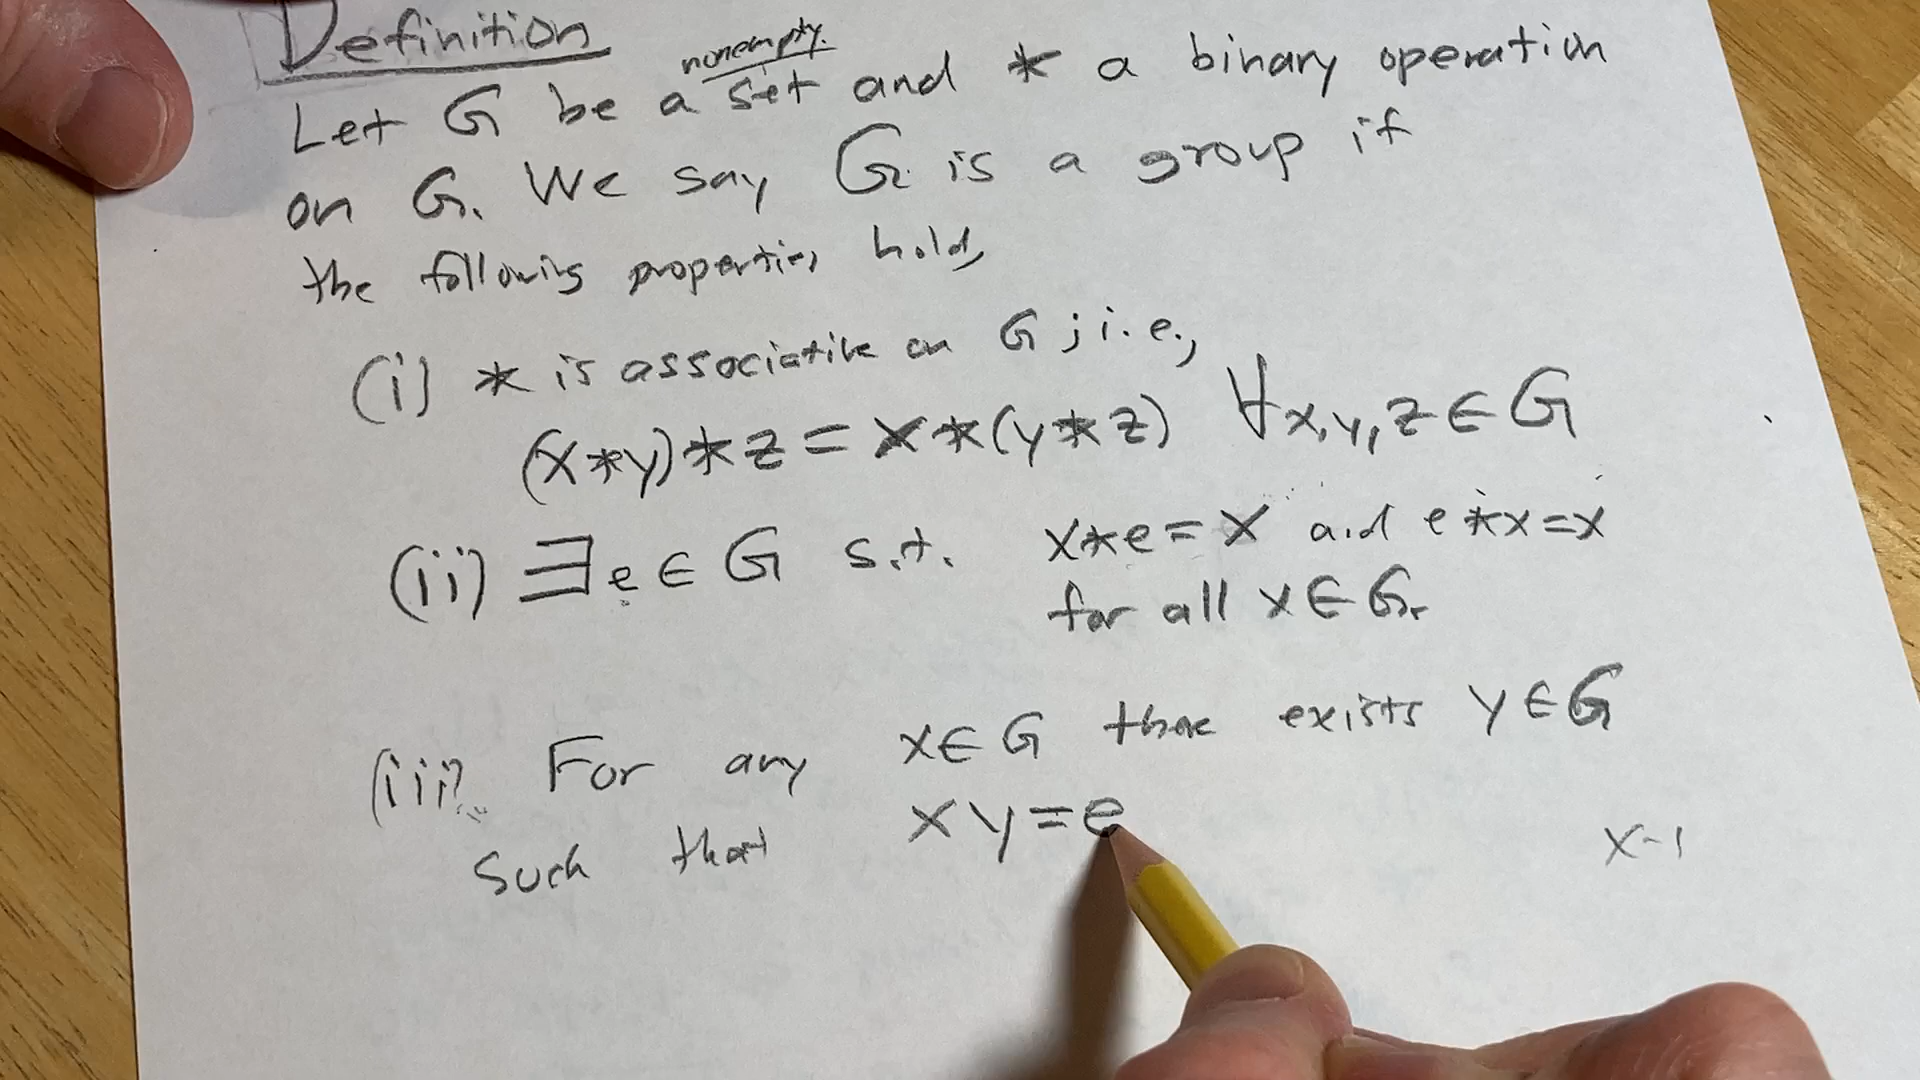 Definition
nonempty
Let G be a set and * a binary operation
on G. We say G is a group if
the following properties hold,
(i) * is associative on G; i.e.,
(x*y)*z = x*(y*z) ∀x,y,z ∈ G
(ii) ∃e ∈ G s.t. x*e = x and e*x=x
for all x ∈ G.
(iii) For any x ∈ G there exists y ∈ G
such that xy=e
x-1